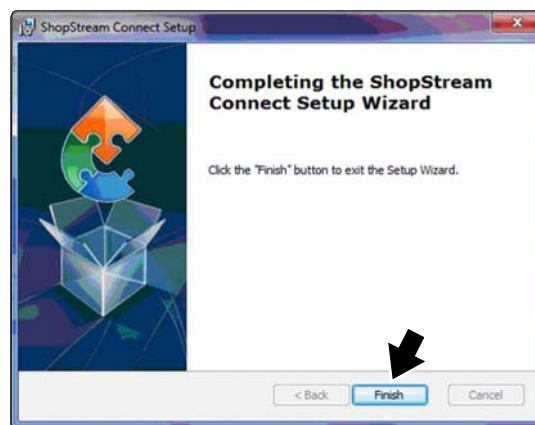 ShopStream Connect Setup
Completing the ShopStream
Connect Setup Wizard
Click the "Finish" button to exit the Setup Wizard.
< Back Finish Cancel